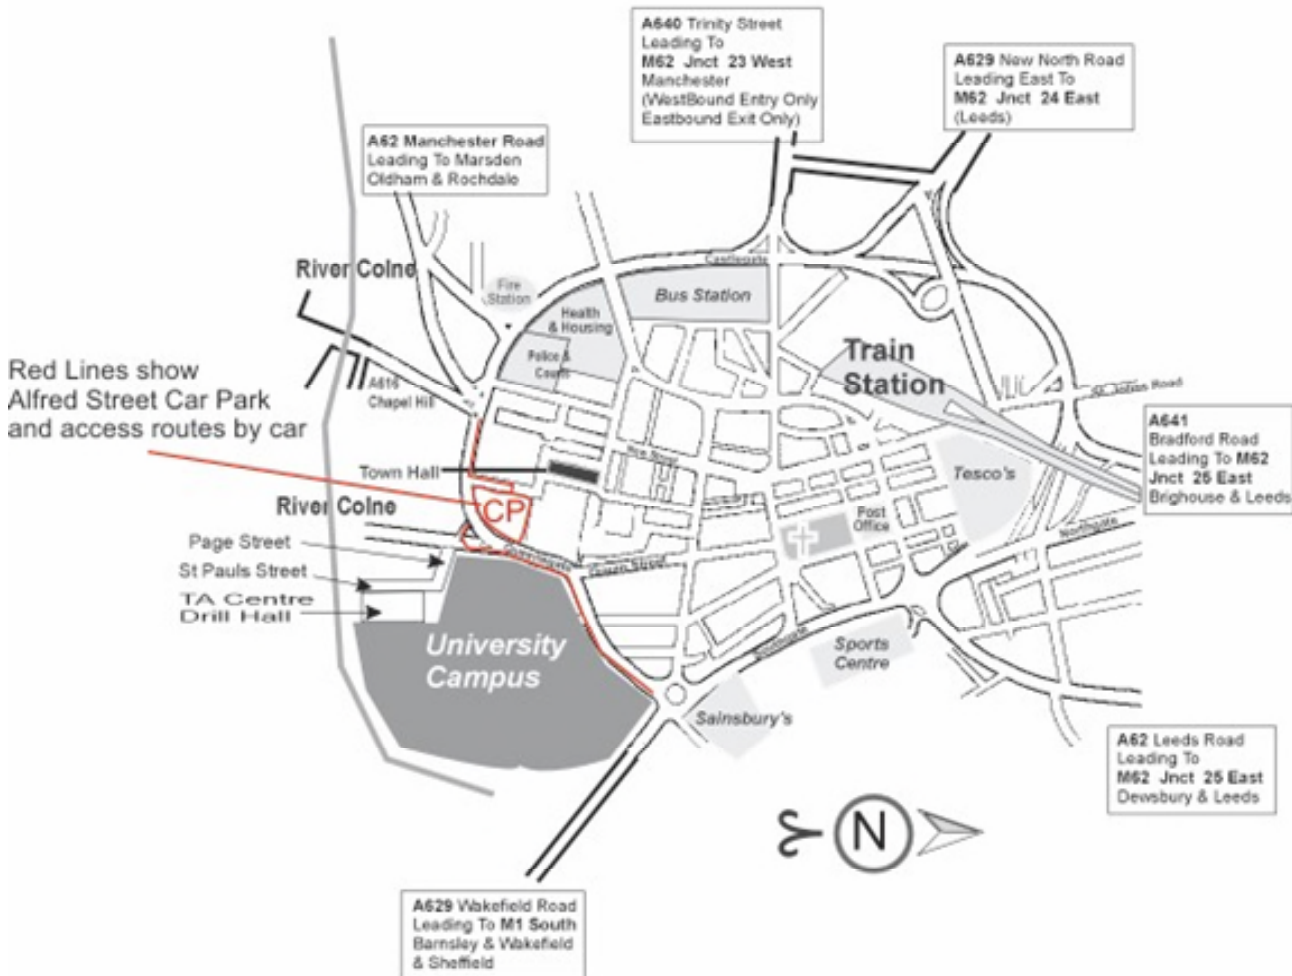 A640 Trinity Street
Leading To
M62 Jnct 23 West
Manchester
(WestBound Entry Only
Eastbound Exit Only)
A629 New North Road
Leading East To
M62 Jnct 24 East
(Leeds)
A62 Manchester Road
Leading To Marsden
Oldham & Rochdale
Castlegate
River Colne
Fire
Station
Bus Station
Health
& Housing
Police &
Courts
Train
Station
St. Johns Road
Red Lines show
Alfred Street Car Park
and access routes by car
A616
Chapel Hill
A641
Bradford Road
Leading To M62
Jnct 25 East
Brighouse & Leeds
Town Hall
Tesco's
River Colne
CP
Post
Office
Northgate
Page Street
Queen Street
St Pauls Street
TA Centre
Drill Hall
University
Campus
Southgate
Sports
Centre
Sainsbury's
A62 Leeds Road
Leading To
M62 Jnct 25 East
Dewsbury & Leeds
N
A629 Wakefield Road
Leading To M1 South
Barnsley & Wakefield
& Sheffield